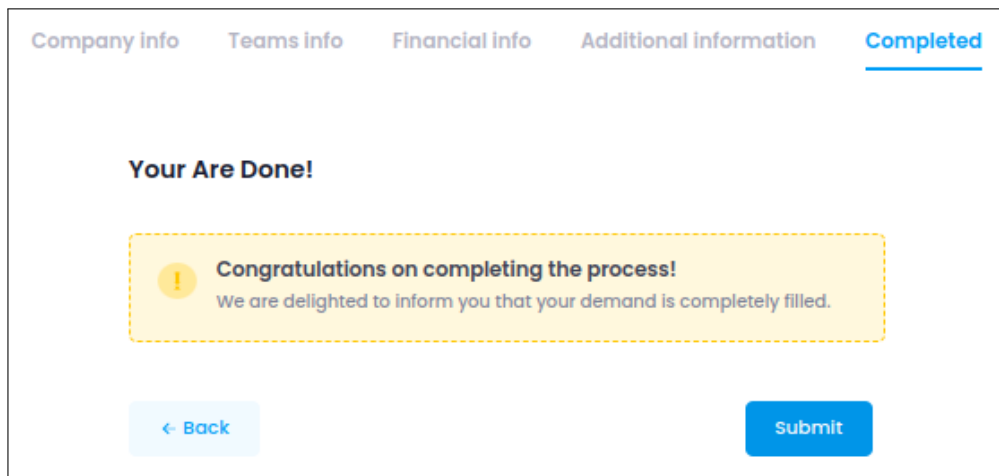 Company info Teams info Financial info Additional information Completed
Your Are Done!
!
Congratulations on completing the process!
We are delighted to inform you that your demand is completely filled.
← Back Submit